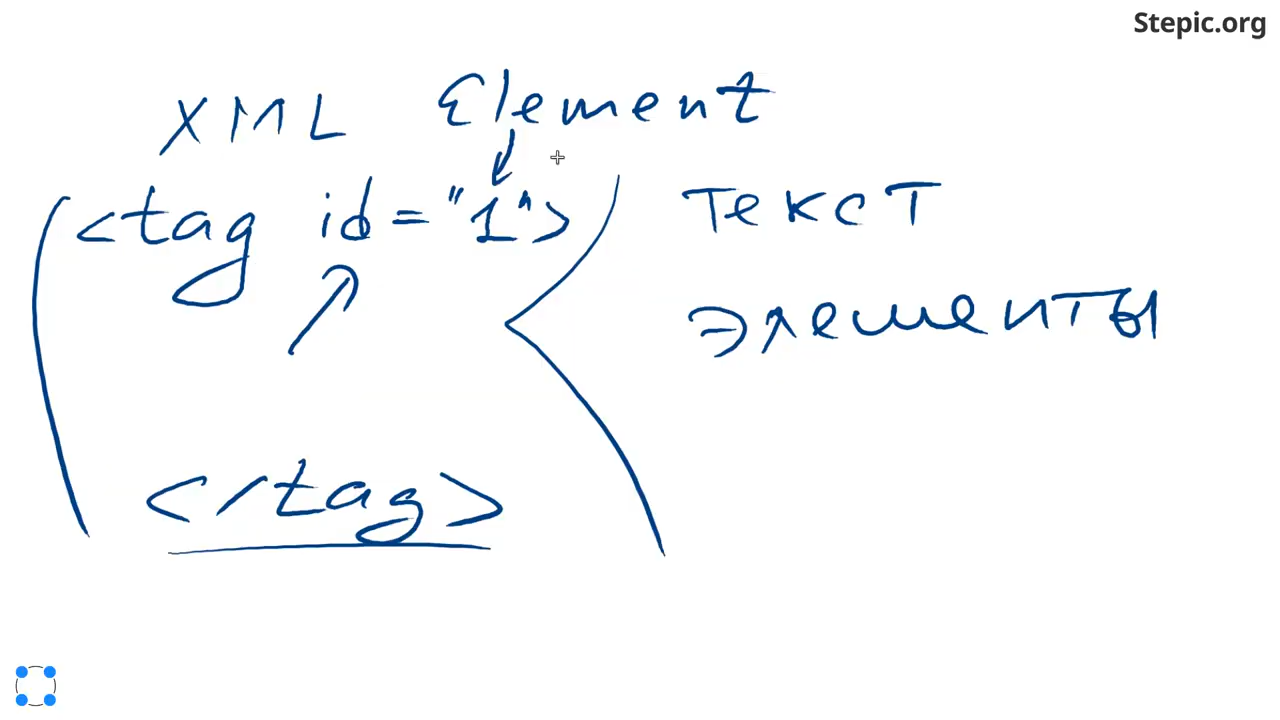 Stepic.org
XML Element
<tag id="1">
текст
элементы
</tag>